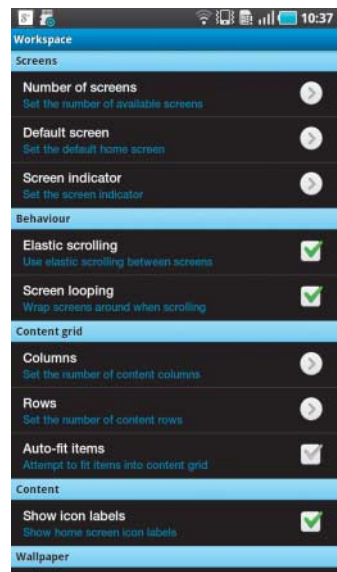 10:37
Workspace
Screens
Number of screens
Set the number of available screens
Default screen
Set the default home screen
Screen indicator
Set the screen indicator
Behaviour
Elastic scrolling
Use elastic scrolling between screens
Screen looping
Wrap screens around when scrolling
Content grid
Columns
Set the number of content columns
Rows
Set the number of content rows
Auto-fit items
Attempt to fit items into content grid
Content
Show icon labels
Show home screen icon labels
Wallpaper